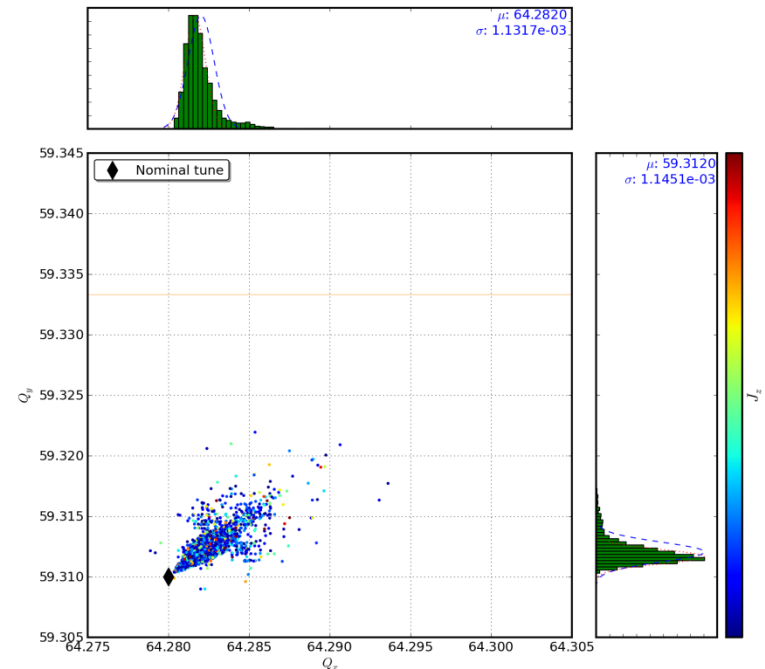 μ: 64.2820
σ: 1.1317e-03
59.345
59.340
59.335
59.330
59.325
59.320
59.315
59.310
59.305
Q_y
Nominal tune
64.275
64.280
64.285
64.290
64.295
64.300
64.305
Q_x
μ: 59.3120
σ: 1.1451e-03
J_z